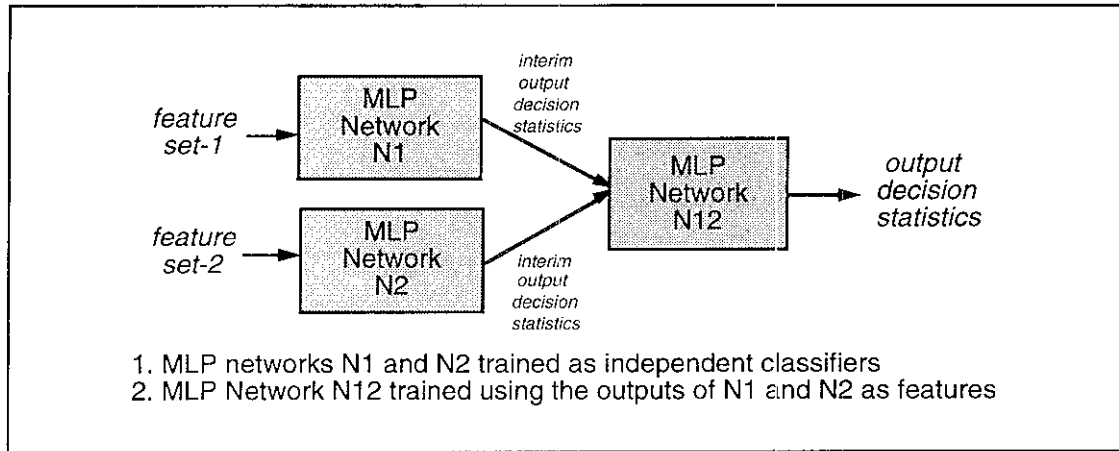 feature
set-1
MLP
Network
N1
interim
output
decision
statistics
feature
set-2
MLP
Network
N2
interim
output
decision
statistics
MLP
Network
N12
output
decision
statistics
1. MLP networks N1 and N2 trained as independent classifiers
2. MLP Network N12 trained using the outputs of N1 and N2 as features